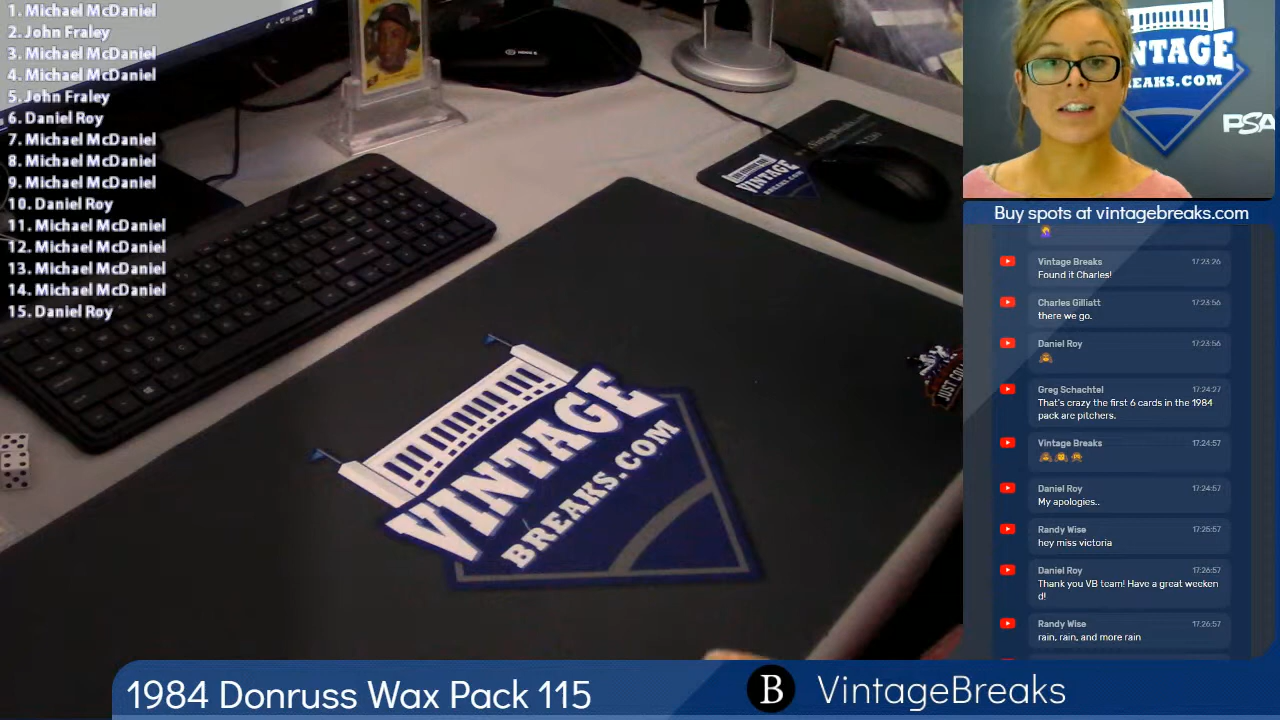 1. Michael McDaniel
2. John Fraley
3. Michael McDaniel
4. Michael McDaniel
5. John Fraley
6. Daniel Roy
7. Michael McDaniel
8. Michael McDaniel
9. Michael McDaniel
10. Daniel Roy
11. Michael McDaniel
12. Michael McDaniel
13. Michael McDaniel
14. Michael McDaniel
15. Daniel Roy
VINTAGE
BREAKS.COM
VINTAGE
BREAKS.COM
JUST COLL
NTAGE
EAKS.COM
PSA
Buy spots at vintagebreaks.com
Vintage Breaks 17:23:26
Found it Charles!
Charles Gilliatt 17:23:56
there we go.
Daniel Roy 17:23:56
Greg Schachtel 17:24:27
That's crazy the first 6 cards in the 1984
pack are pitchers.
Vintage Breaks 17:24:57
Daniel Roy 17:24:57
My apologies..
Randy Wise 17:25:57
hey miss victoria
Daniel Roy 17:26:57
Thank you VB team! Have a great weeken
d!
Randy Wise 17:26:57
rain, rain, and more rain
1984 Donruss Wax Pack 115
B VintageBreaks